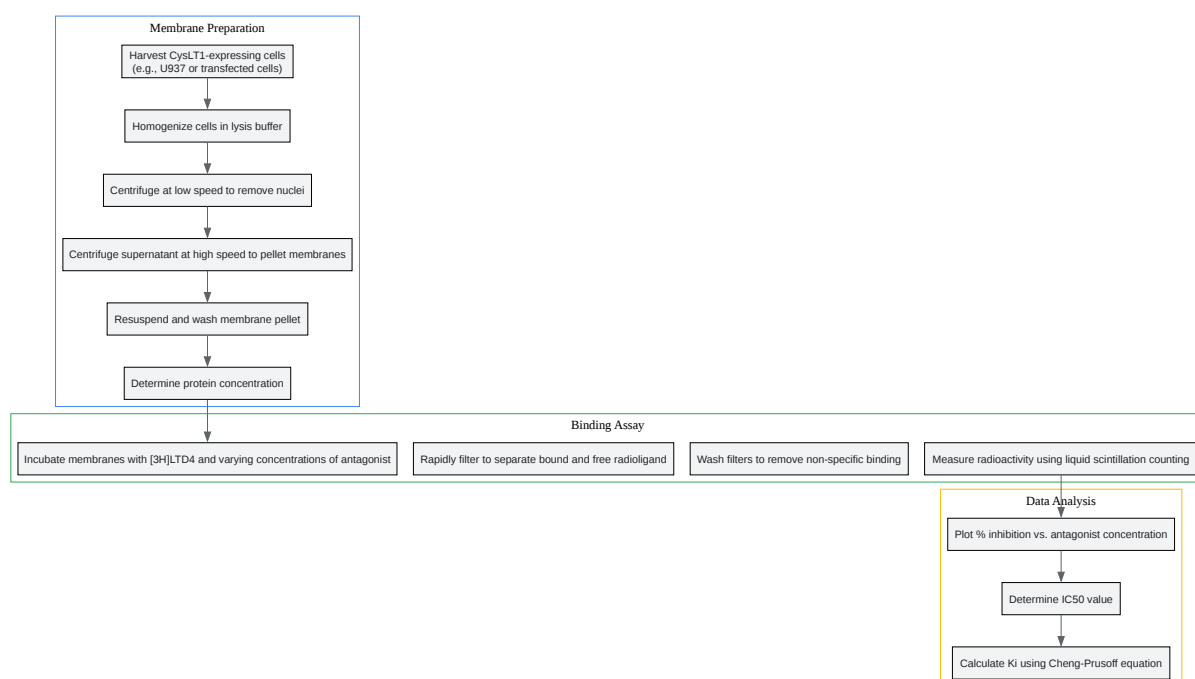 Membrane Preparation
Harvest CysLT1-expressing cells
(e.g., U937 or transfected cells)
Homogenize cells in lysis buffer
Centrifuge at low speed to remove nuclei
Centrifuge supernatant at high speed to pellet membranes
Resuspend and wash membrane pellet
Determine protein concentration
Binding Assay
Incubate membranes with [3H]LTD4 and varying concentrations of antagonist
Rapidly filter to separate bound and free radioligand
Wash filters to remove non-specific binding
Measure radioactivity using liquid scintillation counting
Data Analysis
Plot % inhibition vs. antagonist concentration
Determine IC50 value
Calculate Ki using Cheng-Prusoff equation